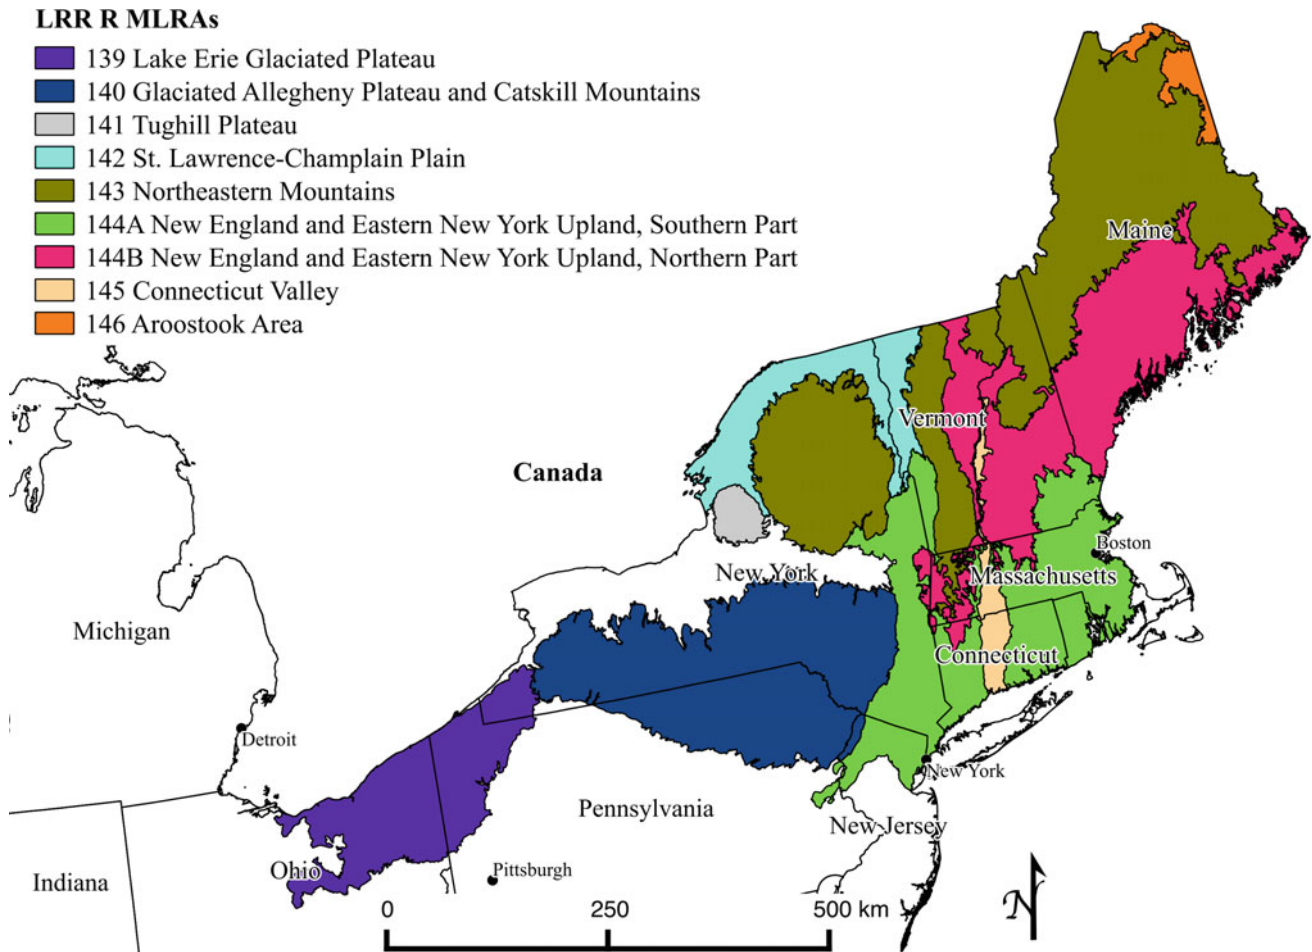 LRR R MLRAs
139 Lake Erie Glaciated Plateau
140 Glaciated Allegheny Plateau and Catskill Mountains
141 Tughill Plateau
142 St. Lawrence-Champlain Plain
143 Northeastern Mountains
144A New England and Eastern New York Upland, Southern Part
144B New England and Eastern New York Upland, Northern Part
145 Connecticut Valley
146 Aroostook Area
Maine
Vermont
Canada
Boston
New York
Massachusetts
Michigan
Connecticut
Detroit
New York
Pennsylvania
New Jersey
Ohio
Pittsburgh
Indiana
0 250 500 km
N